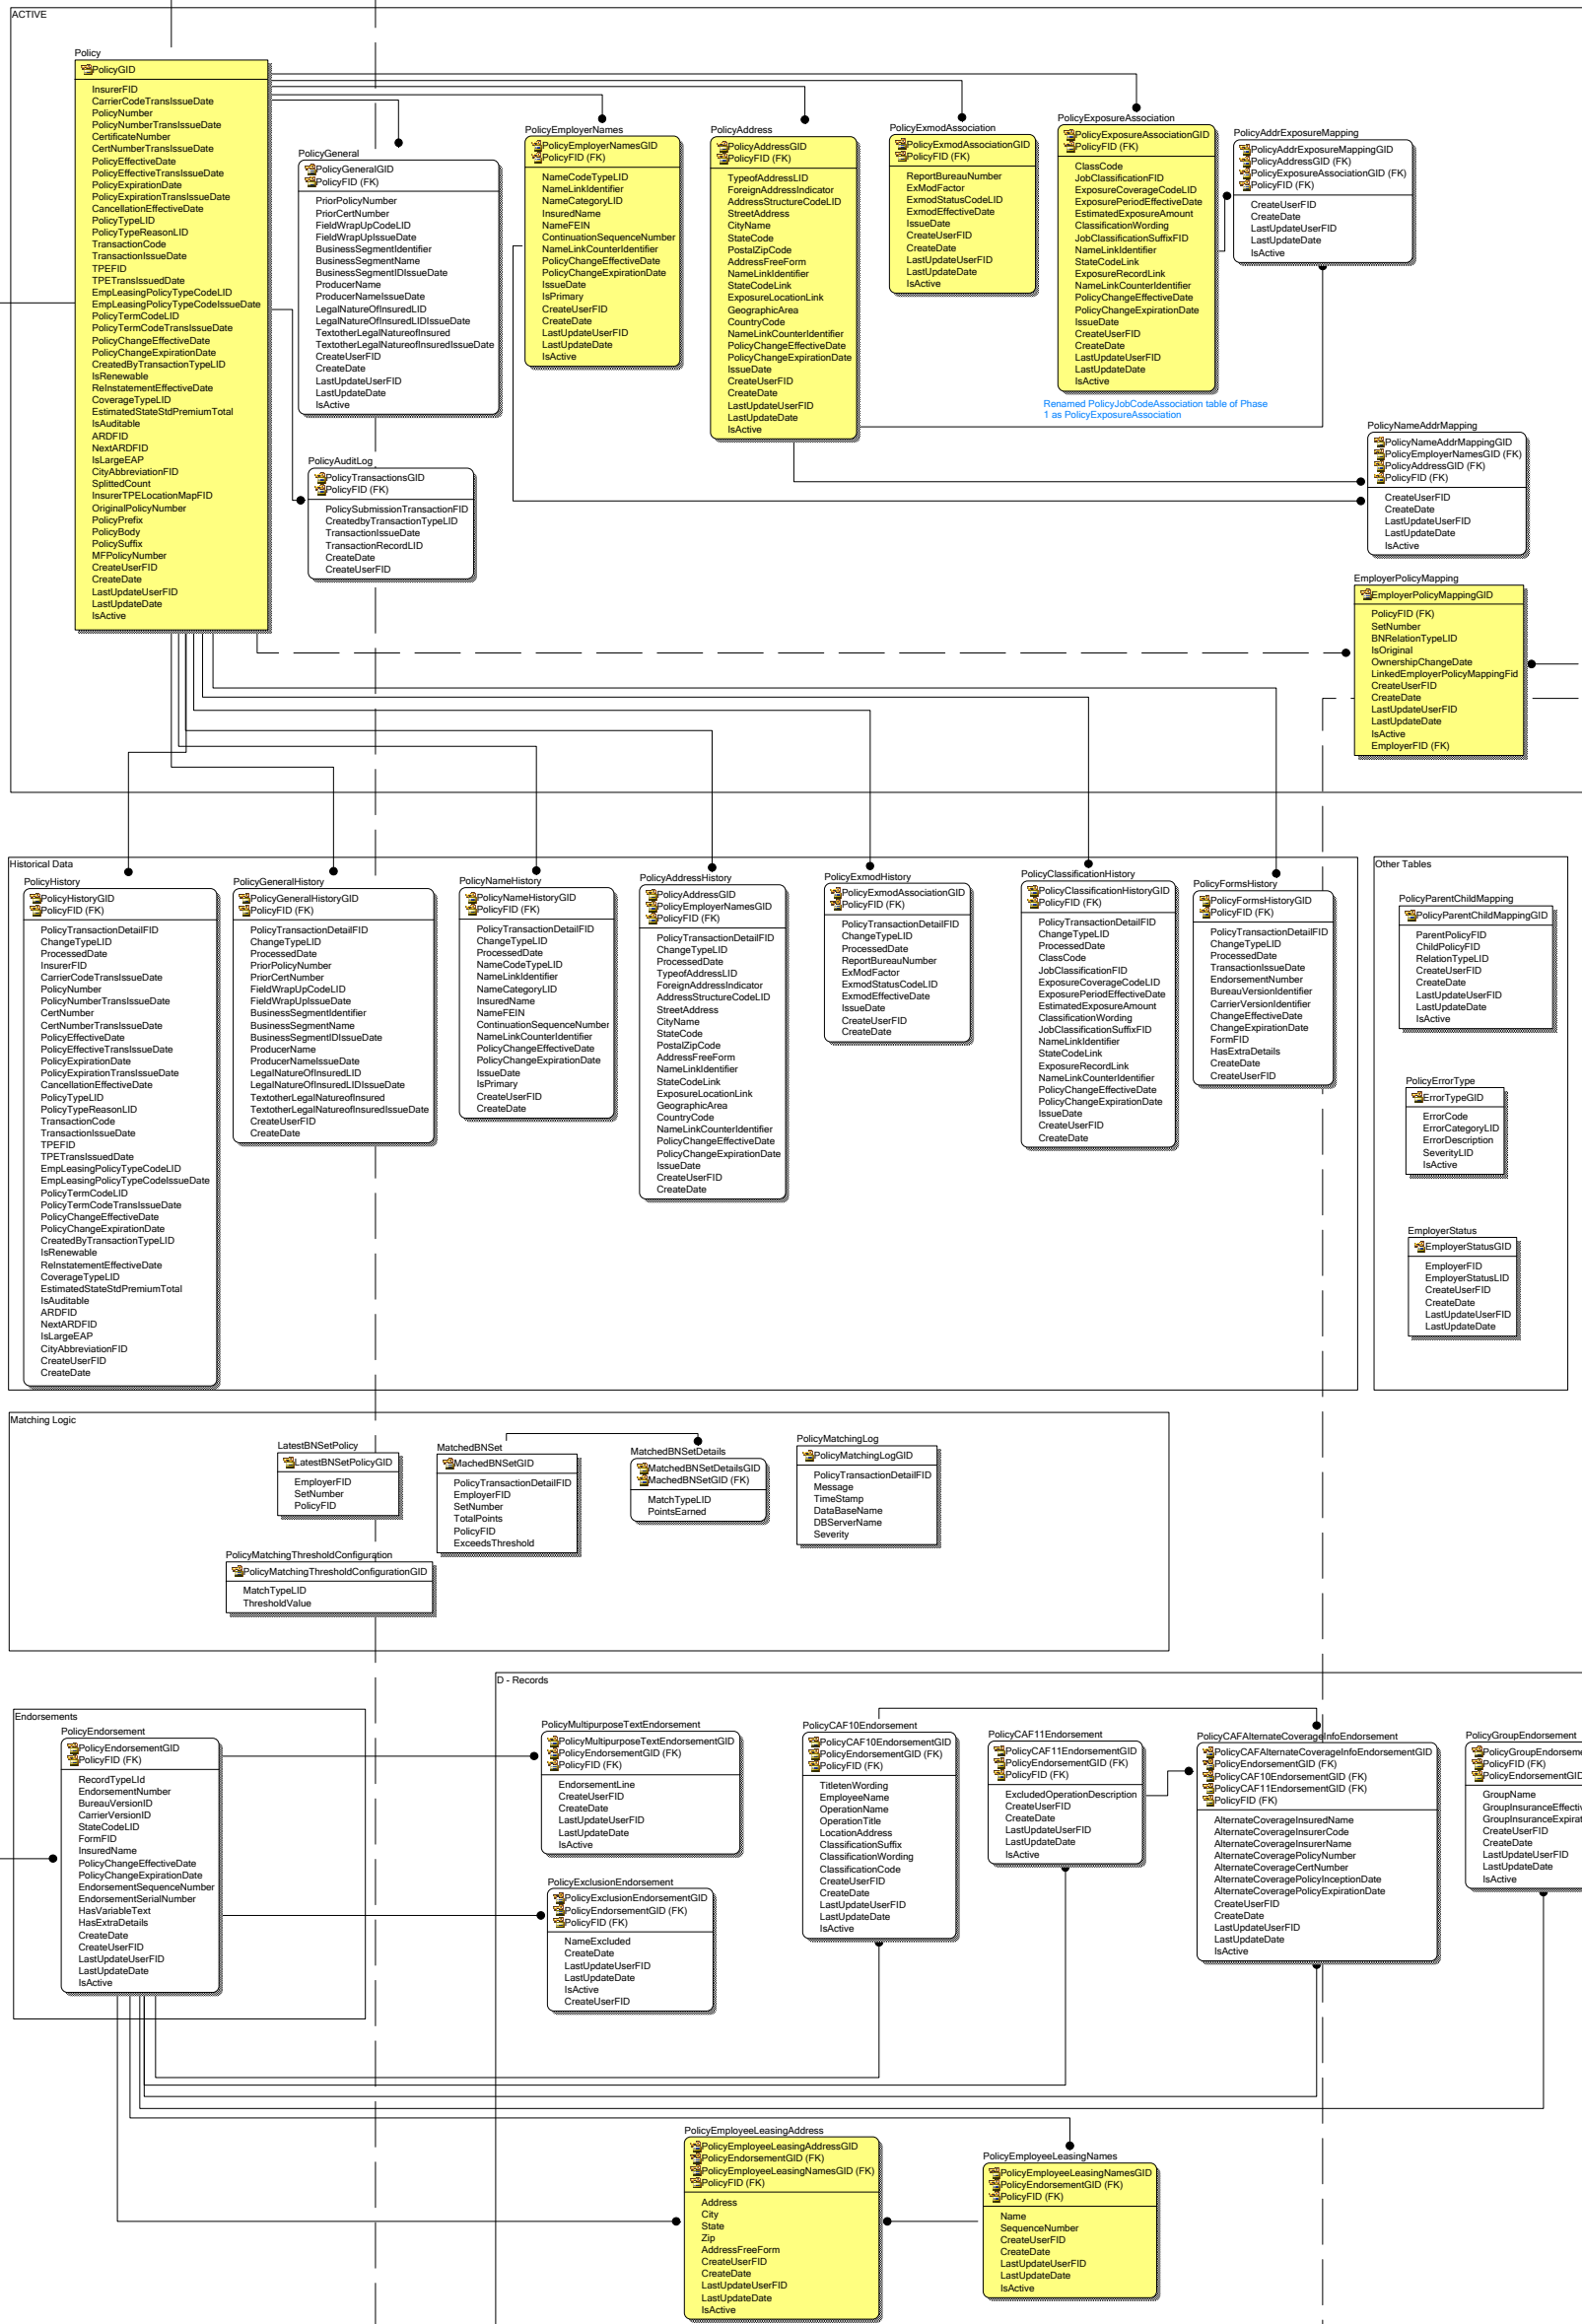 ACTIVE
Policy
PolicyGID
InsurerFID
CarrierCodeTransIssueDate
PolicyNumber
PolicyNumberTransIssueDate
CertificateNumber
CertNumberTransIssueDate
PolicyEffectiveDate
PolicyEffectiveTransIssueDate
PolicyExpirationDate
PolicyExpirationTransIssueDate
CancellationEffectiveDate
PolicyTypeLID
PolicyTypeReasonLID
TransactionCode
TransactionIssueDate
TPEFID
TPETransIssuedDate
EmpLeasingPolicyTypeCodeLID
EmpLeasingPolicyTypeCodeIssueDate
PolicyTermCodeLID
PolicyTermCodeTransIssueDate
PolicyChangeEffectiveDate
PolicyChangeExpirationDate
CreatedByTransactionTypeLID
IsRenewable
ReInstatementEffectiveDate
CoverageTypeLID
EstimatedStateStdPremiumTotal
IsAuditable
ARDFID
NextARDFID
IsLargeEAP
CityAbbreviationFID
SplittedCount
InsurerTPELocationMapFID
OriginalPolicyNumber
PolicyPrefix
PolicyBody
PolicySuffix
MFPolicyNumber
CreateUserFID
CreateDate
LastUpdateUserFID
LastUpdateDate
IsActive
PolicyGeneral
PolicyGeneralGID
PolicyFID (FK)
PriorPolicyNumber
PriorCertNumber
FieldWrapUpCodeLID
FieldWrapUpIssueDate
BusinessSegmentIdentifier
BusinessSegmentName
BusinessSegmentIDIssueDate
ProducerName
ProducerNameIssueDate
LegalNatureOfInsuredLID
LegalNatureOfInsuredLIDIssueDate
TextotherLegalNatureofInsured
TextotherLegalNatureofInsuredIssueDate
CreateUserFID
CreateDate
LastUpdateUserFID
LastUpdateDate
IsActive
PolicyAuditLog
PolicyTransactionsGID
PolicyFID (FK)
PolicySubmissionTransactionFID
CreatedbyTransactionTypeLID
TransactionIssueDate
TransactionRecordLID
CreateDate
CreateUserFID
PolicyEmployerNames
PolicyEmployerNamesGID
PolicyFID (FK)
NameCodeTypeLID
NameLinkIdentifier
NameCategoryLID
InsuredName
NameFEIN
ContinuationSequenceNumber
NameLinkCounterIdentifier
PolicyChangeEffectiveDate
PolicyChangeExpirationDate
IssueDate
IsPrimary
CreateUserFID
CreateDate
LastUpdateUserFID
LastUpdateDate
IsActive
PolicyAddress
PolicyAddressGID
PolicyFID (FK)
TypeofAddressLID
ForeignAddressIndicator
AddressStructureCodeLID
StreetAddress
CityName
StateCode
PostalZipCode
AddressFreeForm
NameLinkIdentifier
StateCodeLink
ExposureLocationLink
GeographicArea
CountryCode
NameLinkCounterIdentifier
PolicyChangeEffectiveDate
PolicyChangeExpirationDate
IssueDate
CreateUserFID
CreateDate
LastUpdateUserFID
LastUpdateDate
IsActive
PolicyExmodAssociation
PolicyExmodAssociationGID
PolicyFID (FK)
ReportBureauNumber
ExModFactor
ExmodStatusCodeLID
ExmodEffectiveDate
IssueDate
CreateUserFID
CreateDate
LastUpdateUserFID
LastUpdateDate
IsActive
PolicyExposureAssociation
PolicyExposureAssociationGID
PolicyFID (FK)
ClassCode
JobClassificationFID
ExposureCoverageCodeLID
ExposurePeriodEffectiveDate
EstimatedExposureAmount
ClassificationWording
JobClassificationSuffixFID
NameLinkIdentifier
StateCodeLink
ExposureRecordLink
NameLinkCounterIdentifier
PolicyChangeEffectiveDate
PolicyChangeExpirationDate
IssueDate
CreateUserFID
CreateDate
LastUpdateUserFID
LastUpdateDate
IsActive
Renamed PolicyJobCodeAssociation table of Phase
1 as PolicyExposureAssociation
PolicyAddrExposureMapping
PolicyAddrExposureMappingGID
PolicyAddressGID (FK)
PolicyExposureAssociationGID (FK)
PolicyFID (FK)
CreateUserFID
CreateDate
LastUpdateUserFID
LastUpdateDate
IsActive
PolicyNameAddrMapping
PolicyNameAddrMappingGID
PolicyEmployerNamesGID (FK)
PolicyAddressGID (FK)
PolicyFID (FK)
CreateUserFID
CreateDate
LastUpdateUserFID
LastUpdateDate
IsActive
EmployerPolicyMapping
EmployerPolicyMappingGID
PolicyFID (FK)
SetNumber
BNRelationTypeLID
IsOriginal
OwnershipChangeDate
LinkedEmployerPolicyMappingFid
CreateUserFID
CreateDate
LastUpdateUserFID
LastUpdateDate
IsActive
EmployerFID (FK)
Historical Data
PolicyHistory
PolicyHistoryGID
PolicyFID (FK)
PolicyTransactionDetailFID
ChangeTypeLID
ProcessedDate
InsurerFID
CarrierCodeTransIssueDate
PolicyNumber
PolicyNumberTransIssueDate
CertNumber
CertNumberTransIssueDate
PolicyEffectiveDate
PolicyEffectiveTransIssueDate
PolicyExpirationDate
PolicyExpirationTransIssueDate
CancellationEffectiveDate
PolicyTypeLID
PolicyTypeReasonLID
TransactionCode
TransactionIssueDate
TPEFID
TPETransIssuedDate
EmpLeasingPolicyTypeCodeLID
EmpLeasingPolicyTypeCodeIssueDate
PolicyTermCodeLID
PolicyTermCodeTransIssueDate
PolicyChangeEffectiveDate
PolicyChangeExpirationDate
CreatedByTransactionTypeLID
IsRenewable
ReInstatementEffectiveDate
CoverageTypeLID
EstimatedStateStdPremiumTotal
IsAuditable
ARDFID
NextARDFID
IsLargeEAP
CityAbbreviationFID
CreateUserFID
CreateDate
PolicyGeneralHistory
PolicyGeneralHistoryGID
PolicyFID (FK)
PolicyTransactionDetailFID
ChangeTypeLID
ProcessedDate
PriorPolicyNumber
PriorCertNumber
FieldWrapUpCodeLID
FieldWrapUpIssueDate
BusinessSegmentIdentifier
BusinessSegmentName
BusinessSegmentIDIssueDate
ProducerName
ProducerNameIssueDate
LegalNatureOfInsuredLID
LegalNatureOfInsuredLIDIssueDate
TextotherLegalNatureofInsured
TextotherLegalNatureofInsuredIssueDate
CreateUserFID
CreateDate
PolicyNameHistory
PolicyNameHistoryGID
PolicyFID (FK)
PolicyTransactionDetailFID
ChangeTypeLID
ProcessedDate
NameCodeTypeLID
NameLinkIdentifier
NameCategoryLID
InsuredName
NameFEIN
ContinuationSequenceNumber
NameLinkCounterIdentifier
PolicyChangeEffectiveDate
PolicyChangeExpirationDate
IssueDate
IsPrimary
CreateUserFID
CreateDate
PolicyAddressHistory
PolicyAddressGID
PolicyEmployerNamesGID
PolicyFID (FK)
PolicyTransactionDetailFID
ChangeTypeLID
ProcessedDate
TypeofAddressLID
ForeignAddressIndicator
AddressStructureCodeLID
StreetAddress
CityName
StateCode
PostalZipCode
AddressFreeForm
NameLinkIdentifier
StateCodeLink
ExposureLocationLink
GeographicArea
CountryCode
NameLinkCounterIdentifier
PolicyChangeEffectiveDate
PolicyChangeExpirationDate
IssueDate
CreateUserFID
CreateDate
PolicyExmodHistory
PolicyExmodAssociationGID
PolicyFID (FK)
PolicyTransactionDetailFID
ChangeTypeLID
ProcessedDate
ReportBureauNumber
ExModFactor
ExmodStatusCodeLID
ExmodEffectiveDate
IssueDate
CreateUserFID
CreateDate
PolicyClassificationHistory
PolicyClassificationHistoryGID
PolicyFID (FK)
PolicyTransactionDetailFID
ChangeTypeLID
ProcessedDate
ClassCode
JobClassificationFID
ExposureCoverageCodeLID
ExposurePeriodEffectiveDate
EstimatedExposureAmount
ClassificationWording
JobClassificationSuffixFID
NameLinkIdentifier
StateCodeLink
ExposureRecordLink
NameLinkCounterIdentifier
PolicyChangeEffectiveDate
PolicyChangeExpirationDate
IssueDate
CreateUserFID
CreateDate
PolicyFormsHistory
PolicyFormsHistoryGID
PolicyFID (FK)
PolicyTransactionDetailFID
ChangeTypeLID
ProcessedDate
TransactionIssueDate
EndorsementNumber
BureauVersionIdentifier
CarrierVersionIdentifier
ChangeEffectiveDate
ChangeExpirationDate
FormFID
HasExtraDetails
CreateDate
CreateUserFID
Other Tables
PolicyParentChildMapping
PolicyParentChildMappingGID
ParentPolicyFID
ChildPolicyFID
RelationTypeLID
CreateUserFID
CreateDate
LastUpdateUserFID
LastUpdateDate
IsActive
PolicyErrorType
ErrorTypeGID
ErrorCode
ErrorCategoryLID
ErrorDescription
SeverityLID
IsActive
EmployerStatus
EmployerStatusGID
EmployerFID
EmployerStatusLID
CreateUserFID
CreateDate
LastUpdateUserFID
LastUpdateDate
Matching Logic
LatestBNSetPolicy
LatestBNSetPolicyGID
EmployerFID
SetNumber
PolicyFID
MatchedBNSet
MachedBNSetGID
PolicyTransactionDetailFID
EmployerFID
SetNumber
TotalPoints
PolicyFID
ExceedsThreshold
MatchedBNSetDetails
MatchedBNSetDetailsGID
MachedBNSetGID (FK)
MatchTypeLID
PointsEarned
PolicyMatchingLog
PolicyMatchingLogGID
PolicyTransactionDetailFID
Message
TimeStamp
DataBaseName
DBServerName
Severity
PolicyMatchingThresholdConfiguration
PolicyMatchingThresholdConfigurationGID
MatchTypeLID
ThresholdValue
Endorsements
PolicyEndorsement
PolicyEndorsementGID
PolicyFID (FK)
RecordTypeLId
EndorsementNumber
BureauVersionID
CarrierVersionID
StateCodeLID
FormFID
InsuredName
PolicyChangeEffectiveDate
PolicyChangeExpirationDate
EndorsementSequenceNumber
EndorsementSerialNumber
HasVariableText
HasExtraDetails
CreateDate
CreateUserFID
LastUpdateUserFID
LastUpdateDate
IsActive
D - Records
PolicyMultipurposeTextEndorsement
PolicyMultipurposeTextEndorsementGID
PolicyEndorsementGID (FK)
PolicyFID (FK)
EndorsementLine
CreateUserFID
CreateDate
LastUpdateUserFID
LastUpdateDate
IsActive
PolicyExclusionEndorsement
PolicyExclusionEndorsementGID
PolicyEndorsementGID (FK)
PolicyFID (FK)
NameExcluded
CreateDate
LastUpdateUserFID
LastUpdateDate
IsActive
CreateUserFID
PolicyCAF10Endorsement
PolicyCAF10EndorsementGID
PolicyEndorsementGID (FK)
PolicyFID (FK)
TitletenWording
EmployeeName
OperationName
OperationTitle
LocationAddress
ClassificationSuffix
ClassificationWording
ClassificationCode
CreateUserFID
CreateDate
LastUpdateUserFID
LastUpdateDate
IsActive
PolicyCAF11Endorsement
PolicyCAF11EndorsementGID
PolicyEndorsementGID (FK)
PolicyFID (FK)
ExcludedOperationDescription
CreateUserFID
CreateDate
LastUpdateUserFID
LastUpdateDate
IsActive
PolicyCAFAlternateCoverageInfoEndorsement
PolicyCAFAlternateCoverageInfoEndorsementGID
PolicyEndorsementGID (FK)
PolicyCAF10EndorsementGID (FK)
PolicyCAF11EndorsementGID (FK)
PolicyFID (FK)
AlternateCoverageInsuredName
AlternateCoverageInsurerCode
AlternateCoverageInsurerName
AlternateCoveragePolicyNumber
AlternateCoverageCertNumber
AlternateCoveragePolicyInceptionDate
AlternateCoveragePolicyExpirationDate
CreateUserFID
CreateDate
LastUpdateUserFID
LastUpdateDate
IsActive
PolicyGroupEndorsement
PolicyGroupEndorseme
PolicyFID (FK)
PolicyEndorsementGID
GroupName
GroupInsuranceEffectiv
GroupInsuranceExpirat
CreateUserFID
CreateDate
LastUpdateUserFID
LastUpdateDate
IsActive
PolicyEmployeeLeasingAddress
PolicyEmployeeLeasingAddressGID
PolicyEndorsementGID (FK)
PolicyEmployeeLeasingNamesGID (FK)
PolicyFID (FK)
Address
City
State
Zip
AddressFreeForm
CreateUserFID
CreateDate
LastUpdateUserFID
LastUpdateDate
IsActive
PolicyEmployeeLeasingNames
PolicyEmployeeLeasingNamesGID
PolicyEndorsementGID (FK)
PolicyFID (FK)
Name
SequenceNumber
CreateUserFID
CreateDate
LastUpdateUserFID
LastUpdateDate
IsActive